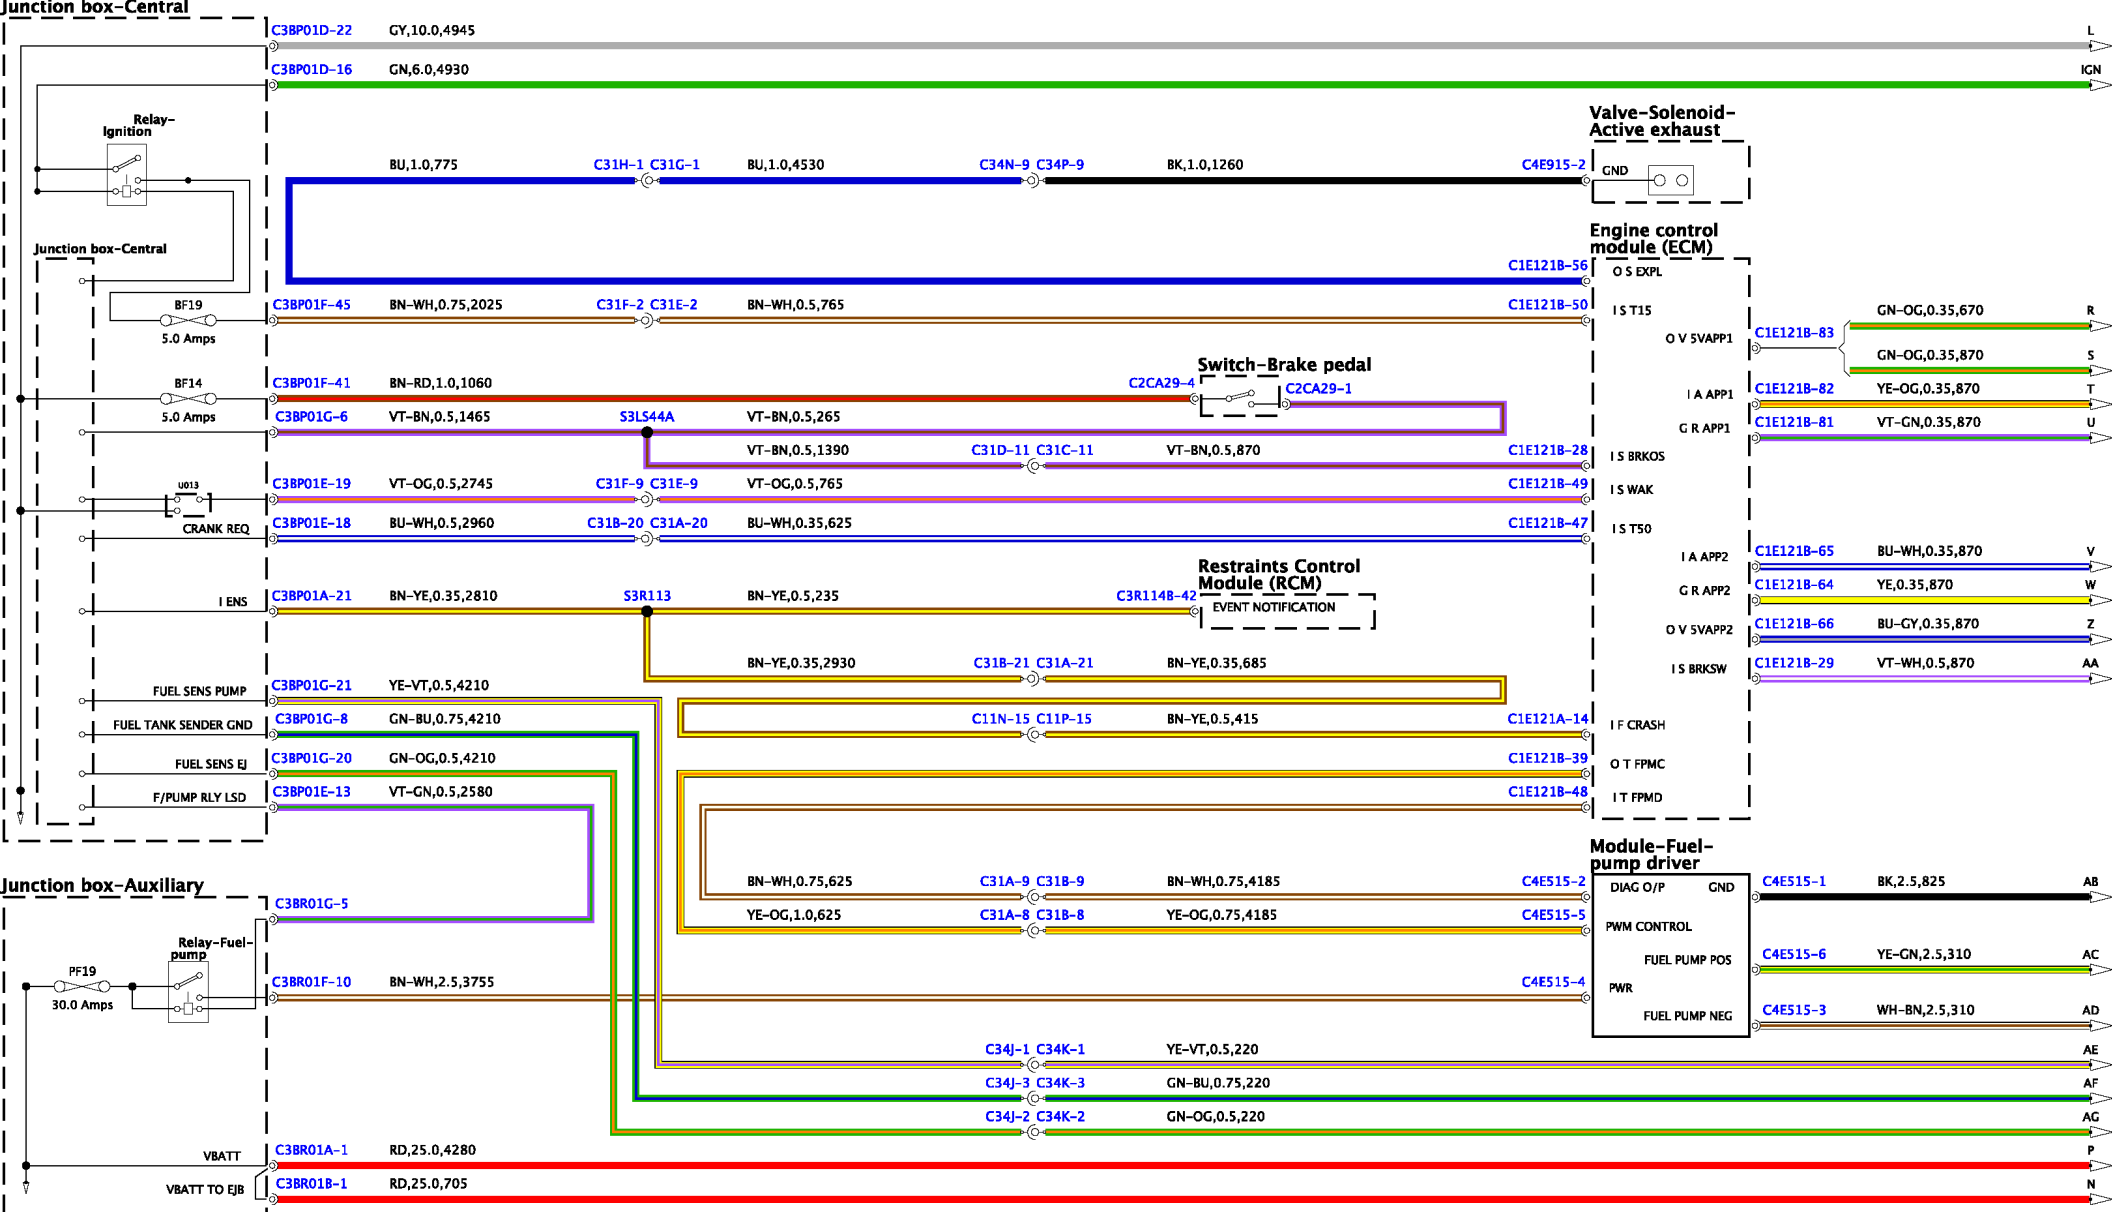 Junction box-Central
C3BP01D-22 GY,10.0,4945 L
C3BP01D-16 GN,6.0,4930 IGN
Valve-Solenoid-
Active exhaust
Relay-
Ignition
BU,1.0,775 C31H-1 C31G-1 BU,1.0,4530 C34N-9 C34P-9 BK,1.0,1260 C4E915-2 GND
Engine control
module (ECM)
Junction box-Central
C1E121B-56 O S EXPL
BF19 C3BP01F-45 BN-WH,0.75,2025 C31F-2 C31E-2 BN-WH,0.5,765 C1E121B-50 I S T15
GN-OG,0.35,670 R
5.0 Amps O V 5VAPP1 C1E121B-83
GN-OG,0.35,870 S
Switch-Brake pedal
BF14 C3BP01F-41 BN-RD,1.0,1060 C2CA29-4 C2CA29-1 I A APP1 C1E121B-82 YE-OG,0.35,870 T
5.0 Amps C3BP01G-6 VT-BN,0.5,1465 S3LS44A VT-BN,0.5,265 G R APP1 C1E121B-81 VT-GN,0.35,870 U
VT-BN,0.5,1390 C31D-11 C31C-11 VT-BN,0.5,870 C1E121B-28 I S BRKOS
U013 C3BP01E-19 VT-OG,0.5,2745 C31F-9 C31E-9 VT-OG,0.5,765 C1E121B-49 I S WAK
CRANK REQ C3BP01E-18 BU-WH,0.5,2960 C31B-20 C31A-20 BU-WH,0.35,625 C1E121B-47 I S T50
I A APP2 C1E121B-65 BU-WH,0.35,870 V
Restraints Control
Module (RCM)
G R APP2 C1E121B-64 YE,0.35,870 W
I ENS C3BP01A-21 BN-YE,0.35,2810 S3R113 BN-YE,0.5,235 C3R114B-42 EVENT NOTIFICATION
O V 5VAPP2 C1E121B-66 BU-GY,0.35,870 Z
BN-YE,0.35,2930 C31B-21 C31A-21 BN-YE,0.35,685 I S BRKSW C1E121B-29 VT-WH,0.5,870 AA
FUEL SENS PUMP C3BP01G-21 YE-VT,0.5,4210
FUEL TANK SENDER GND C3BP01G-8 GN-BU,0.75,4210 C11N-15 C11P-15 BN-YE,0.5,415 C1E121A-14 I F CRASH
FUEL SENS EJ C3BP01G-20 GN-OG,0.5,4210 C1E121B-39 O T FPMC
F/PUMP RLY LSD C3BP01E-13 VT-GN,0.5,2580 C1E121B-48 I T FPMD
Module-Fuel-
pump driver
Junction box-Auxiliary
BN-WH,0.75,625 C31A-9 C31B-9 BN-WH,0.75,4185 C4E515-2 DIAG O/P GND C4E515-1 BK,2.5,825 AB
C3BR01G-5 YE-OG,1.0,625 C31A-8 C31B-8 YE-OG,0.75,4185 C4E515-5 PWM CONTROL
Relay-Fuel-
pump
FUEL PUMP POS C4E515-6 YE-GN,2.5,310 AC
PF19 C3BR01F-10 BN-WH,2.5,3755 C4E515-4 PWR
30.0 Amps FUEL PUMP NEG C4E515-3 WH-BN,2.5,310 AD
C34J-1 C34K-1 YE-VT,0.5,220 AE
C34J-3 C34K-3 GN-BU,0.75,220 AF
C34J-2 C34K-2 GN-OG,0.5,220 AG
VBATT C3BR01A-1 RD,25.0,4280 P
VBATT TO EJB C3BR01B-1 RD,25.0,705 N